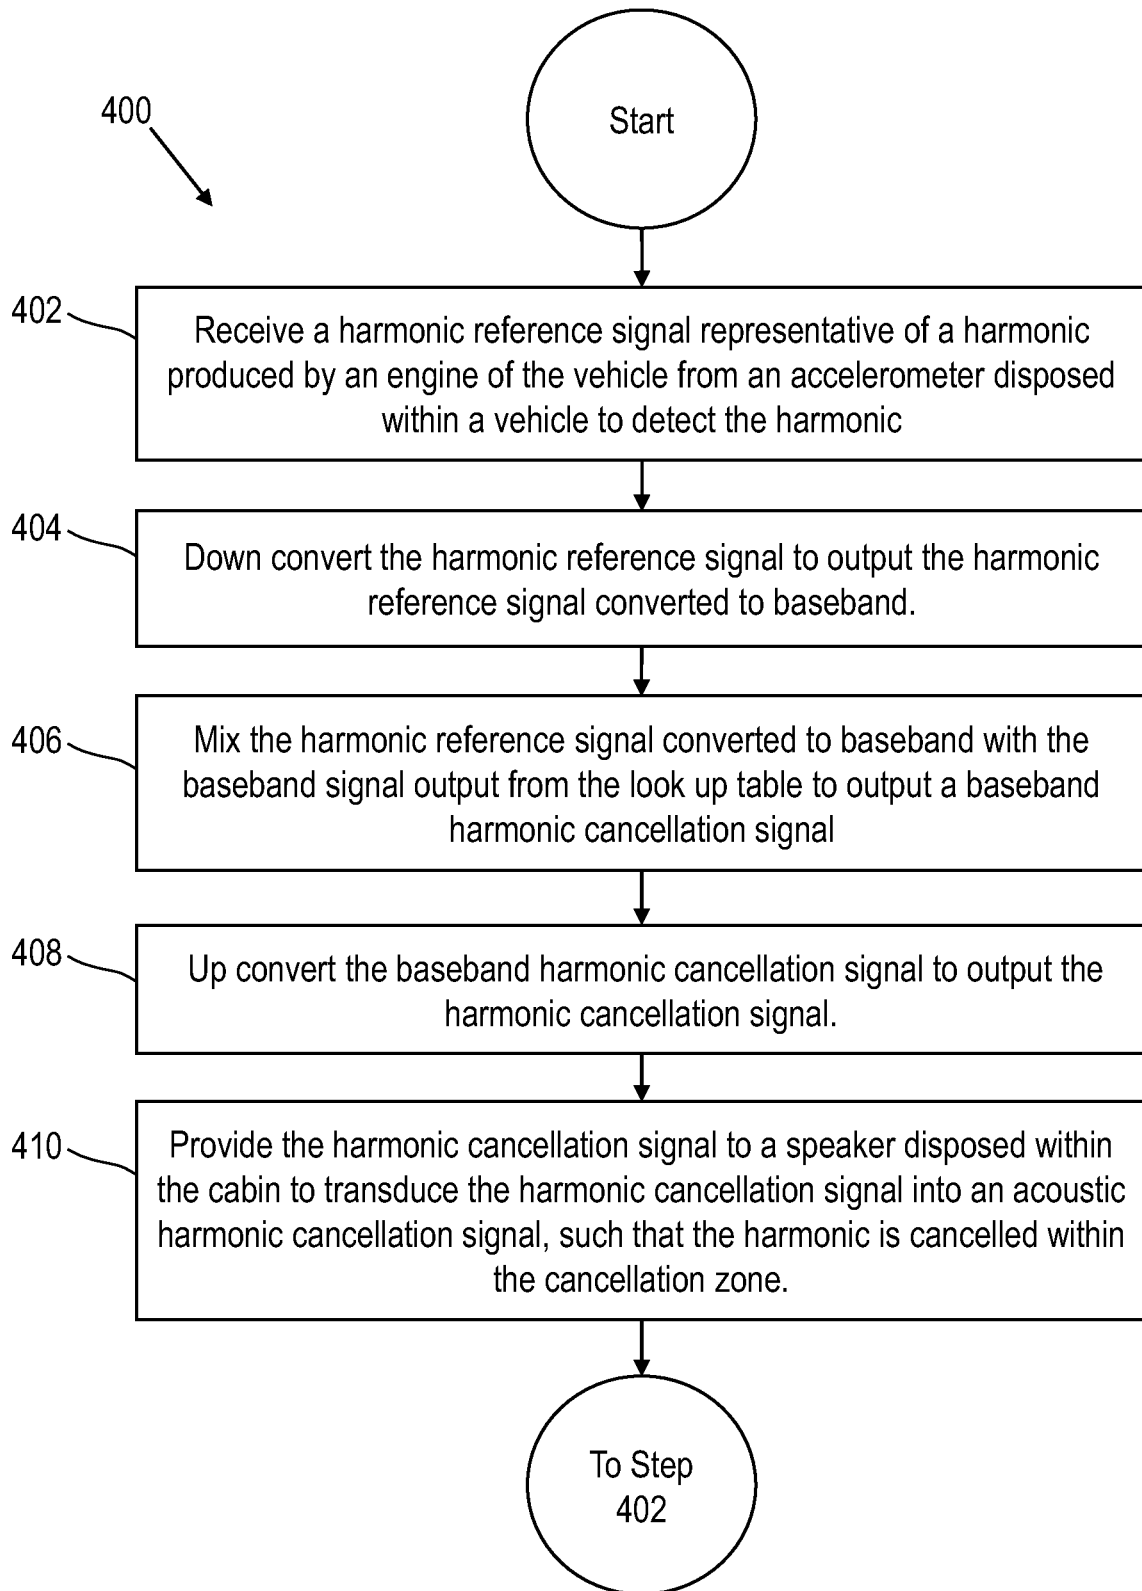 Start
400
402
Receive a harmonic reference signal representative of a harmonic
produced by an engine of the vehicle from an accelerometer disposed
within a vehicle to detect the harmonic
404
Down convert the harmonic reference signal to output the harmonic
reference signal converted to baseband.
406
Mix the harmonic reference signal converted to baseband with the
baseband signal output from the look up table to output a baseband
harmonic cancellation signal
408
Up convert the baseband harmonic cancellation signal to output the
harmonic cancellation signal.
410
Provide the harmonic cancellation signal to a speaker disposed within
the cabin to transduce the harmonic cancellation signal into an acoustic
harmonic cancellation signal, such that the harmonic is cancelled within
the cancellation zone.
To Step
402